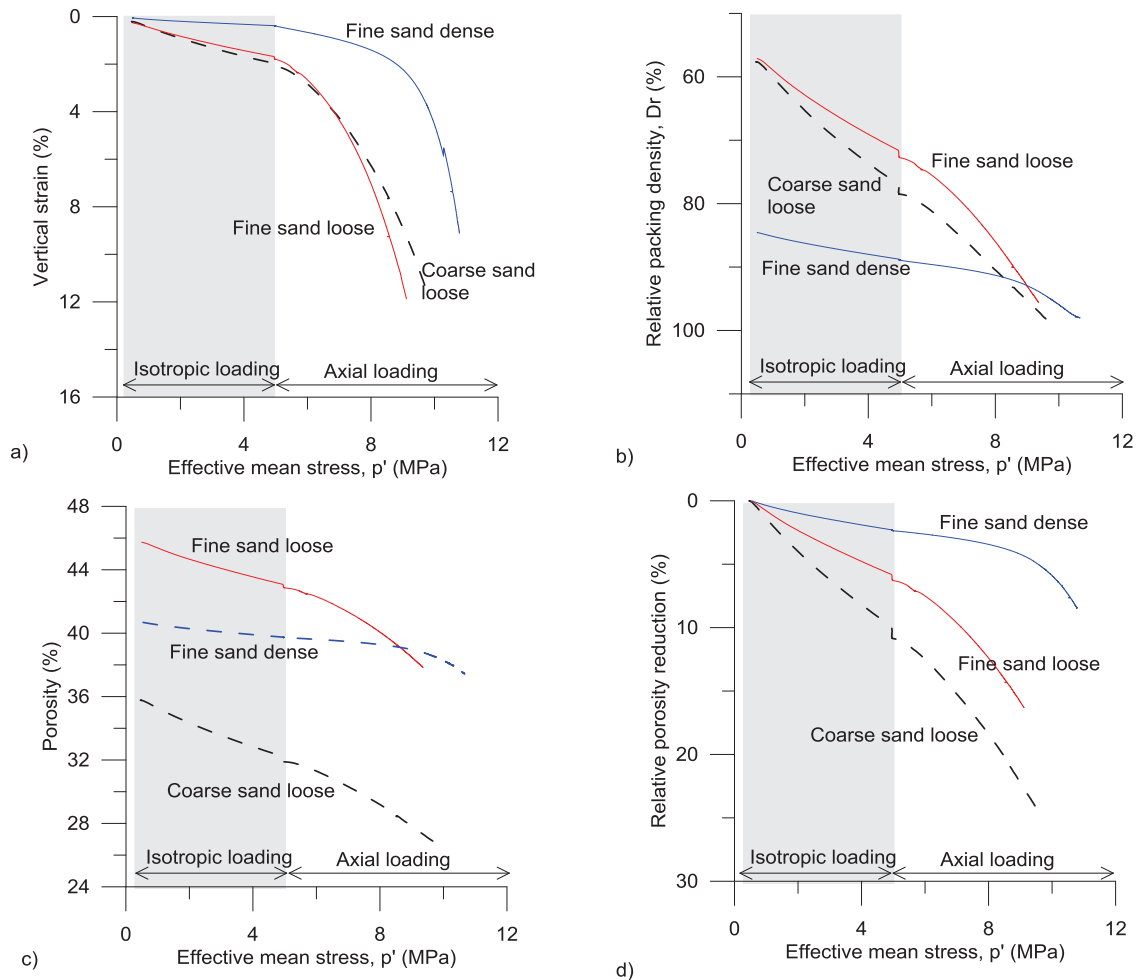 0
4
8
12
16
Vertical strain (%)
Fine sand dense
Fine sand loose
Coarse sand
loose
Isotropic loading
Axial loading
0
4
8
12
Effective mean stress, p' (MPa)
a)
60
80
100
Relative packing density, Dr (%)
Fine sand loose
Coarse sand
loose
Fine sand dense
Isotropic loading
Axial loading
0
4
8
12
Effective mean stress, p' (MPa)
b)
48
44
40
36
32
28
24
Porosity (%)
Fine sand loose
Fine sand dense
Coarse sand loose
Isotropic loading
Axial loading
0
4
8
12
Effective mean stress, p' (MPa)
c)
0
10
20
30
Relative porosity reduction (%)
Fine sand dense
Fine sand loose
Coarse sand loose
Isotropic loading
Axial loading
0
4
8
12
Effective mean stress, p' (MPa)
d)